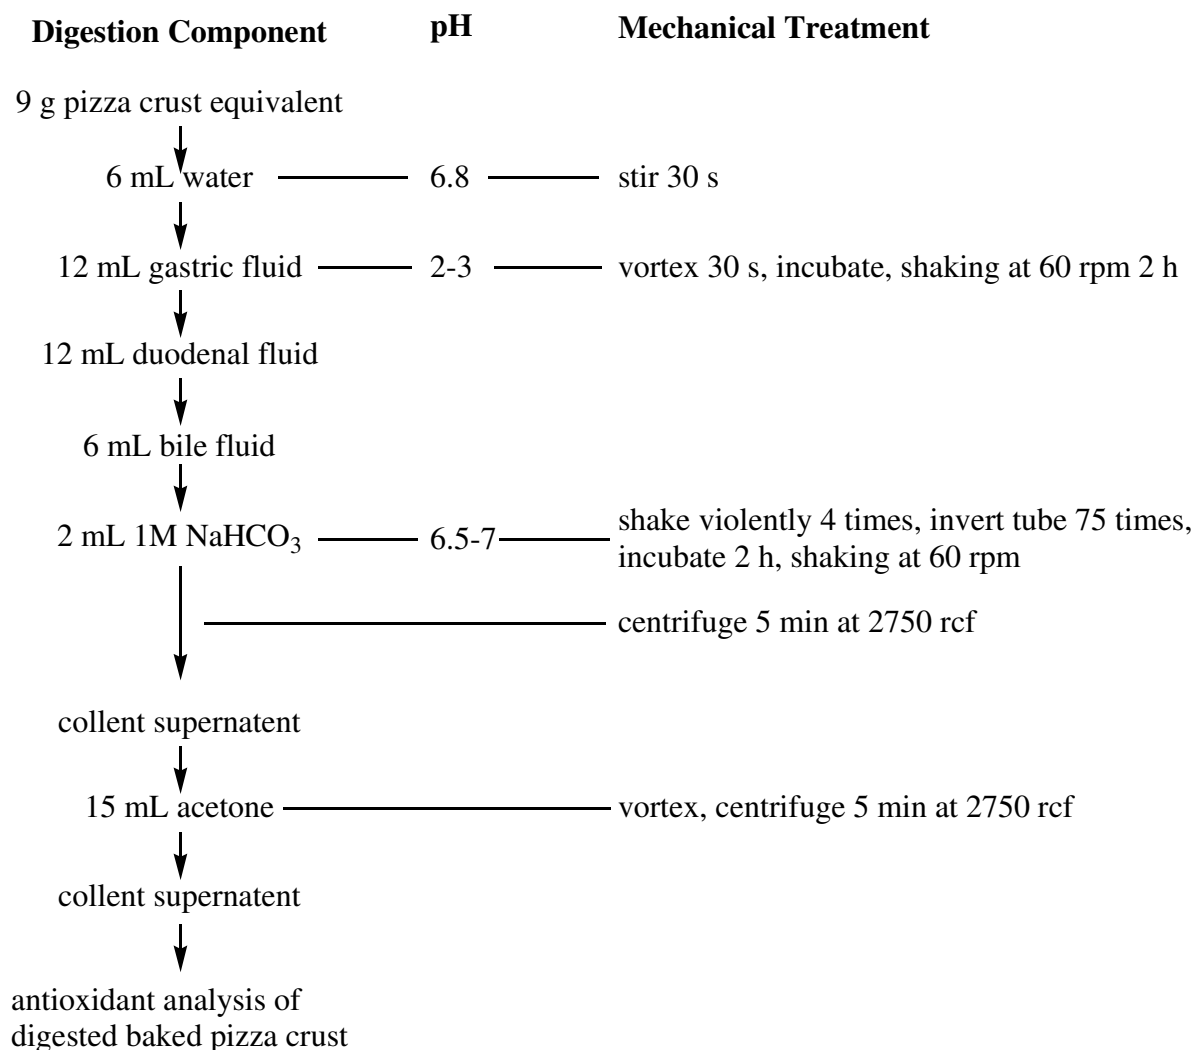 Digestion Component pH Mechanical Treatment
9 g pizza crust equivalent
6 mL water 6.8 stir 30 s
12 mL gastric fluid 2-3 vortex 30 s, incubate, shaking at 60 rpm 2 h
12 mL duodenal fluid
6 mL bile fluid
2 mL 1M NaHCO3 6.5-7 shake violently 4 times, invert tube 75 times,
incubate 2 h, shaking at 60 rpm
centrifuge 5 min at 2750 rcf
collent supernatent
15 mL acetone vortex, centrifuge 5 min at 2750 rcf
collent supernatent
antioxidant analysis of
digested baked pizza crust